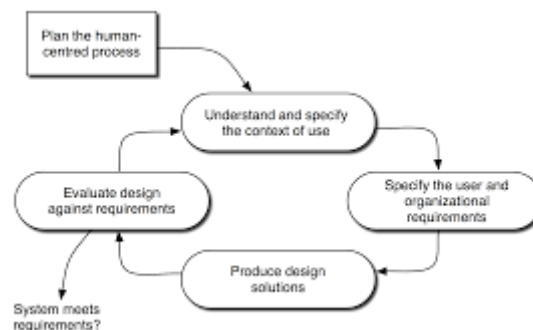 Plan the human-
centred process
Understand and specify
the context of use
Specify the user and
organizational
requirements
Produce design
solutions
Evaluate design
against requirements
System meets
requirements?